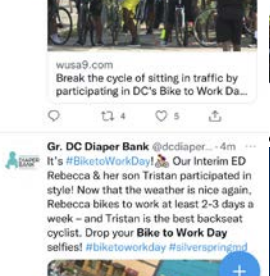 wusa9.com
Break the cycle of sitting in traffic by
participating in DC's Bike to Work Da...
4 5
Gr. DC Diaper Bank @dcdiaper... · 4m ...
It's #BiketoWorkDay!🚴 Our Interim ED
Rebecca & her son Tristan participated in
style! Now that the weather is nice again,
Rebecca bikes to work at least 2-3 days a
week – and Tristan is the best backseat
cyclist. Drop your Bike to Work Day
selfies! #biketoworkday #silverspringmd